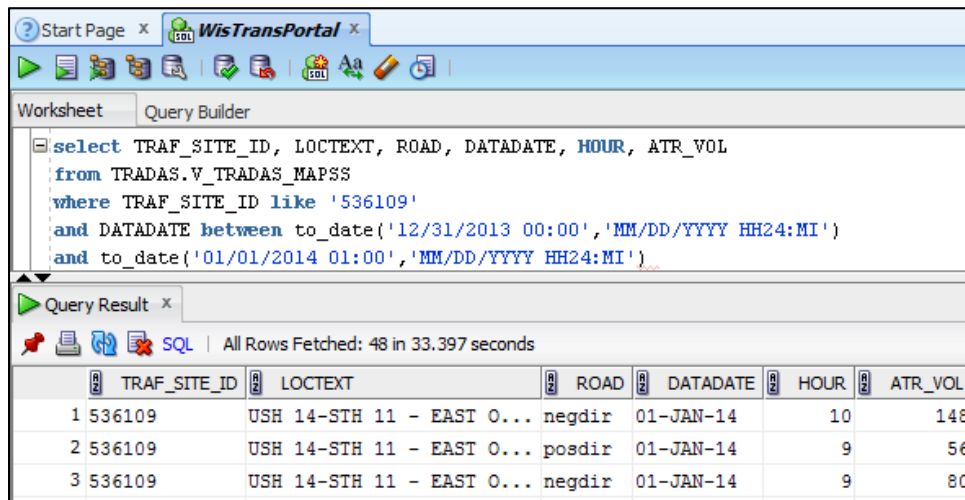 Start Page x WisTransPortal x
Worksheet Query Builder
select TRAF_SITE_ID, LOCTEXT, ROAD, DATADATE, HOUR, ATR_VOL
from TRADAS.V_TRADAS_MAPSS
where TRAF_SITE_ID like '536109'
and DATADATE between to_date('12/31/2013 00:00','MM/DD/YYYY HH24:MI')
and to_date('01/01/2014 01:00','MM/DD/YYYY HH24:MI')
Query Result x
SQL | All Rows Fetched: 48 in 33.397 seconds
TRAF_SITE_ID LOCTEXT ROAD DATADATE HOUR ATR_VOL
1 536109 USH 14-STH 11 - EAST O... negdir 01-JAN-14 10 148
2 536109 USH 14-STH 11 - EAST O... posdir 01-JAN-14 9 56
3 536109 USH 14-STH 11 - EAST O... negdir 01-JAN-14 9 80